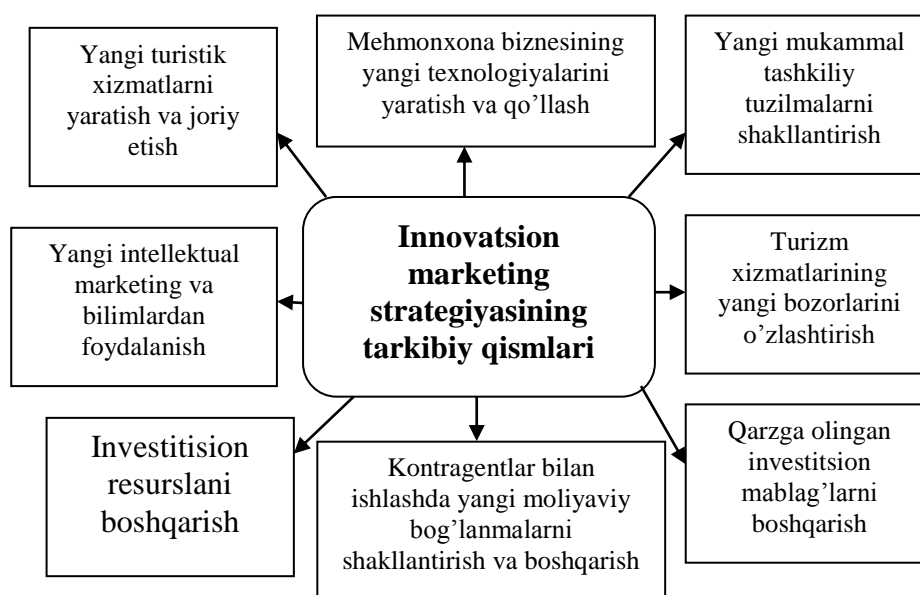 Yangi turistik
xizmatlarni
yaratish va joriy
etish
Mehmonxona biznesining
yangi texnologiyalarini
yaratish va qo’llash
Yangi mukammal
tashkiliy
tuzilmalarni
shakllantirish
Yangi intellektual
marketing va
bilimlardan
foydalanish
Innovatsion
marketing
strategiyasining
tarkibiy qismlari
Turizm
xizmatlarining
yangi bozorlarini
o’zlashtirish
Investitision
resurslani
boshqarish
Kontragentlar bilan
ishlashda yangi moliyaviy
bog’lanmalarni
shakllantirish va boshqarish
Qarzga olingan
investitsion
mablag’larni
boshqarish